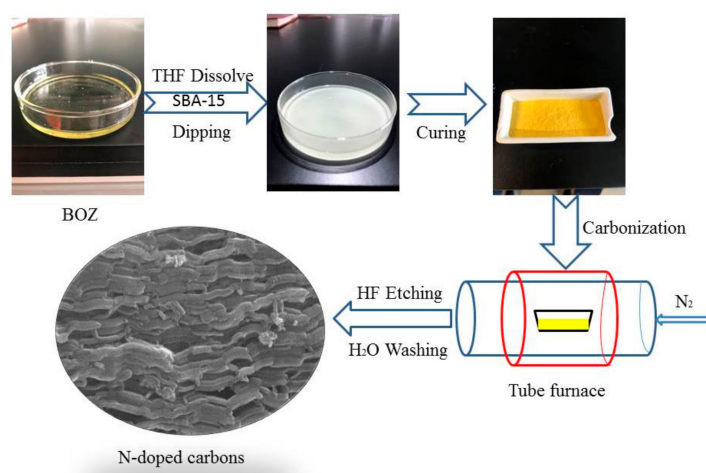 THF Dissolve
SBA-15
Dipping
Curing
BOZ
Carbonization
HF Etching
N2
H2O Washing
Tube furnace
N-doped carbons